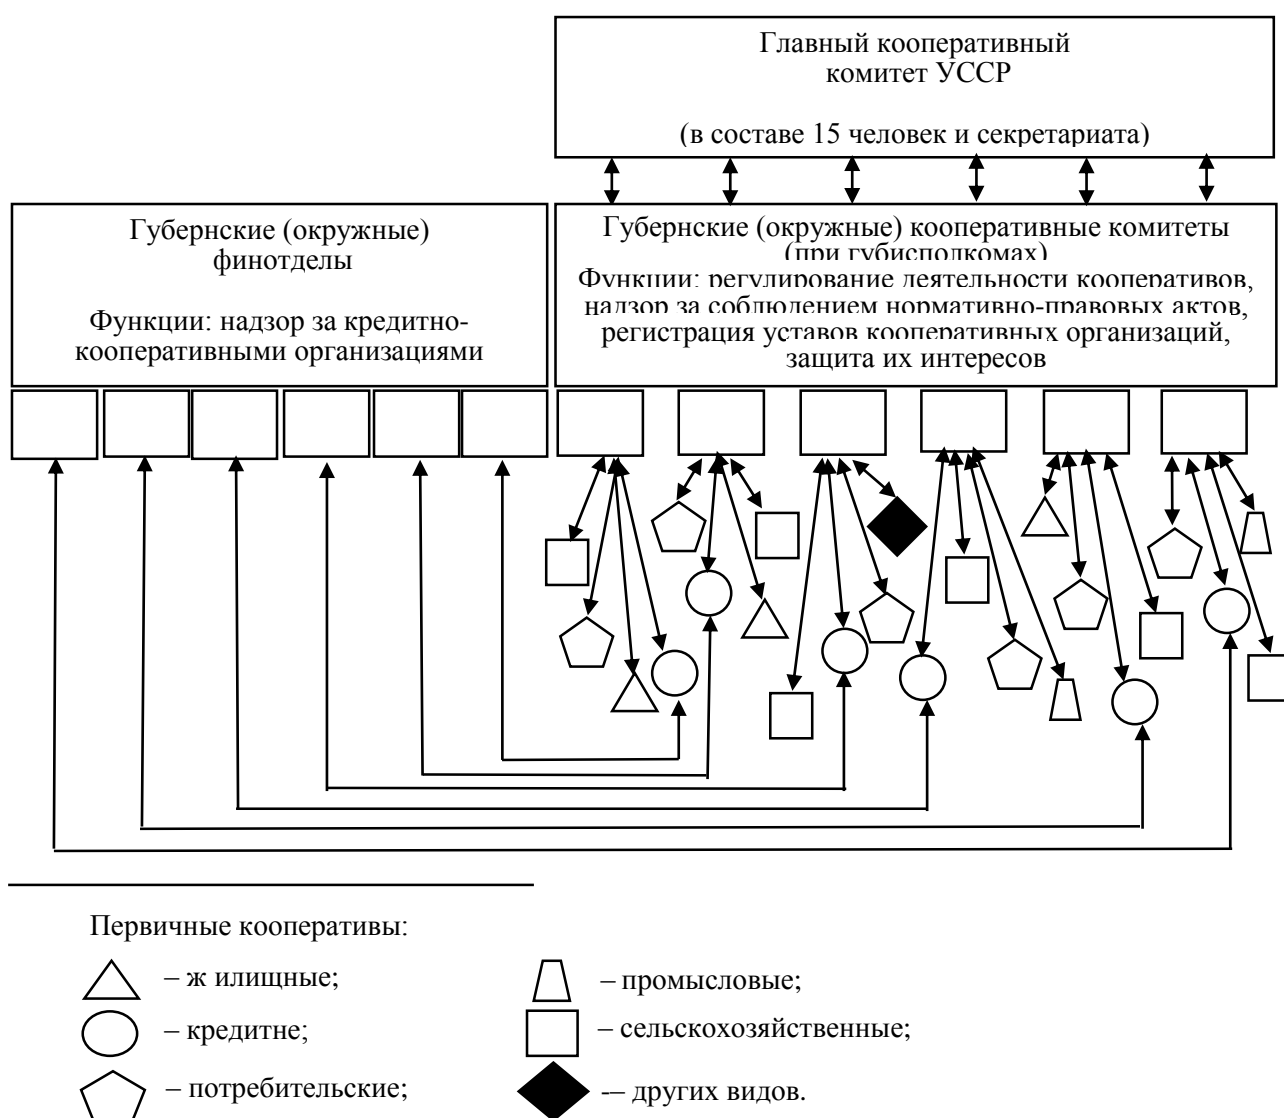 Главный кооперативный
комитет УССР
(в составе 15 человек и секретариата)
Губернские (окружные)
финотделы
Функции: надзор за кредитно-
кооперативными организациями
Губернские (окружные) кооперативные комитеты
(при губисполкомах)
Функции: регулирование деятельности кооперативов,
надзор за соблюдением нормативно-правовых актов,
регистрация уставов кооперативных организаций,
защита их интересов
Первичные кооперативы:
– ж илищные;
– кредитне;
– потребительские;
– промысловые;
– сельскохозяйственные;
-– других видов.